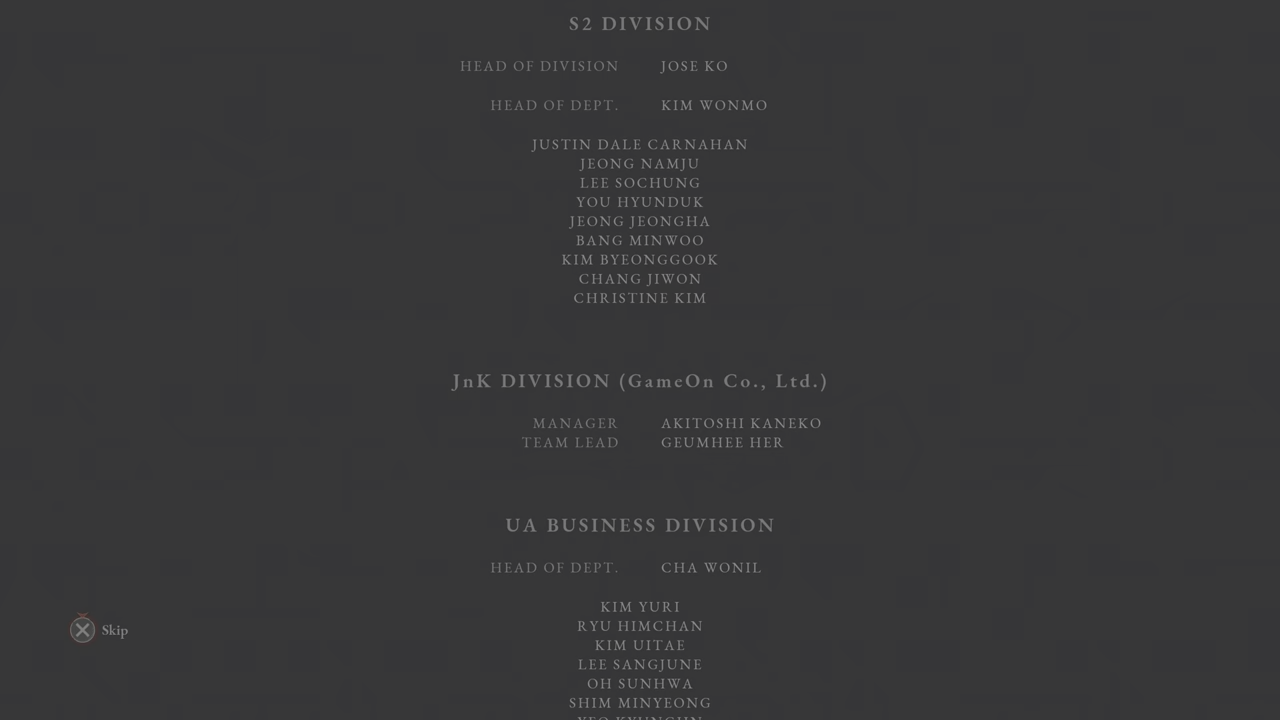 S2 DIVISION
HEAD OF DIVISION JOSE KO
HEAD OF DEPT. KIM WONMO
JUSTIN DALE CARNAHAN
JEONG NAMJU
LEE SOCHUNG
YOU HYUNDUK
JEONG JEONGHA
BANG MINWOO
KIM BYEONGGOOK
CHANG JIWON
CHRISTINE KIM
JnK DIVISION (GameOn Co., Ltd.)
MANAGER AKITOSHI KANEKO
TEAM LEAD GEUMHEE HER
UA BUSINESS DIVISION
HEAD OF DEPT. CHA WONIL
KIM YURI
RYU HIMCHAN
KIM UITAE
Skip
LEE SANGJUNE
OH SUNHWA
SHIM MINYEONG